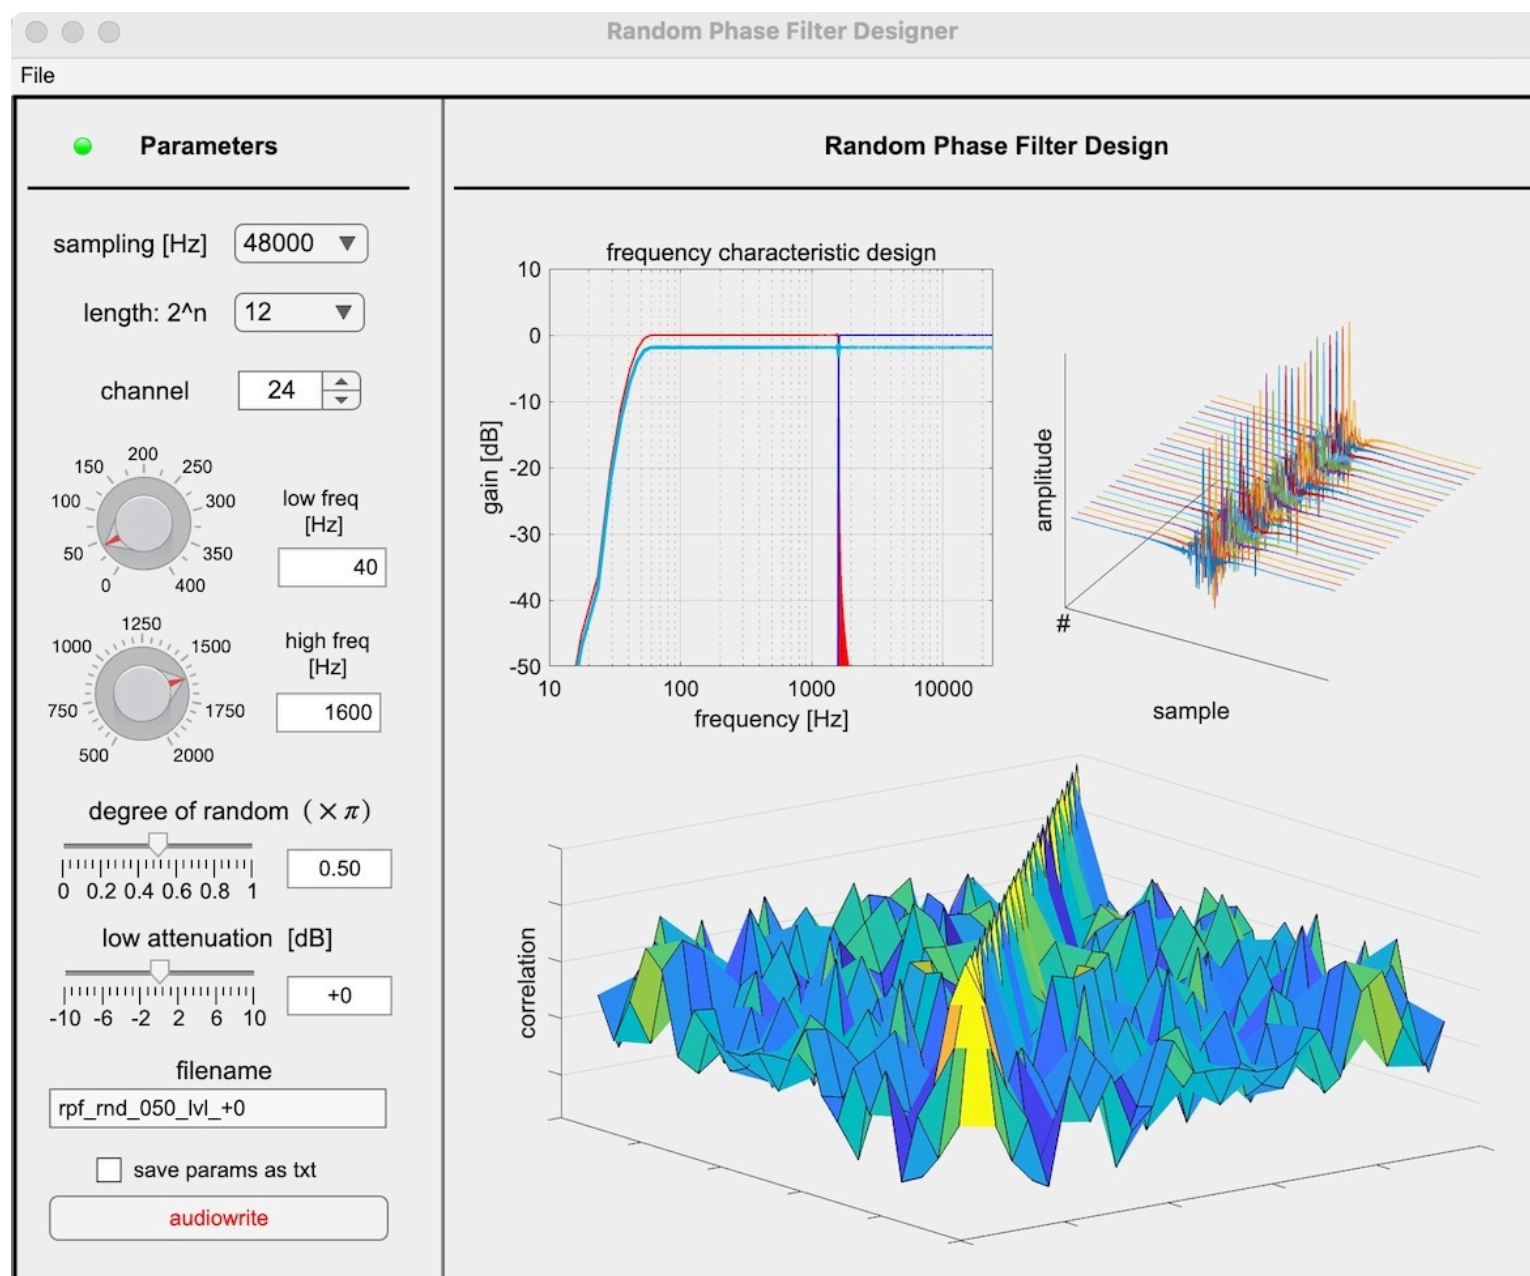 Random Phase Filter Designer
File
Parameters
sampling [Hz] 48000
length: 2^n 12
channel 24
0 50 100 150 200 250 300 350 400
low freq
[Hz]
40
500 750 1000 1250 1500 1750 2000
high freq
[Hz]
1600
degree of random (×π)
0 0.2 0.4 0.6 0.8 1
0.50
low attenuation [dB]
-10 -6 -2 2 6 10
+0
filename
rpf_rnd_050_lvl_+0
save params as txt
audiowrite
Random Phase Filter Design
frequency characteristic design
gain [dB]
10
0
-10
-20
-30
-40
-50
10 100 1000 10000
frequency [Hz]
amplitude
#
sample
correlation